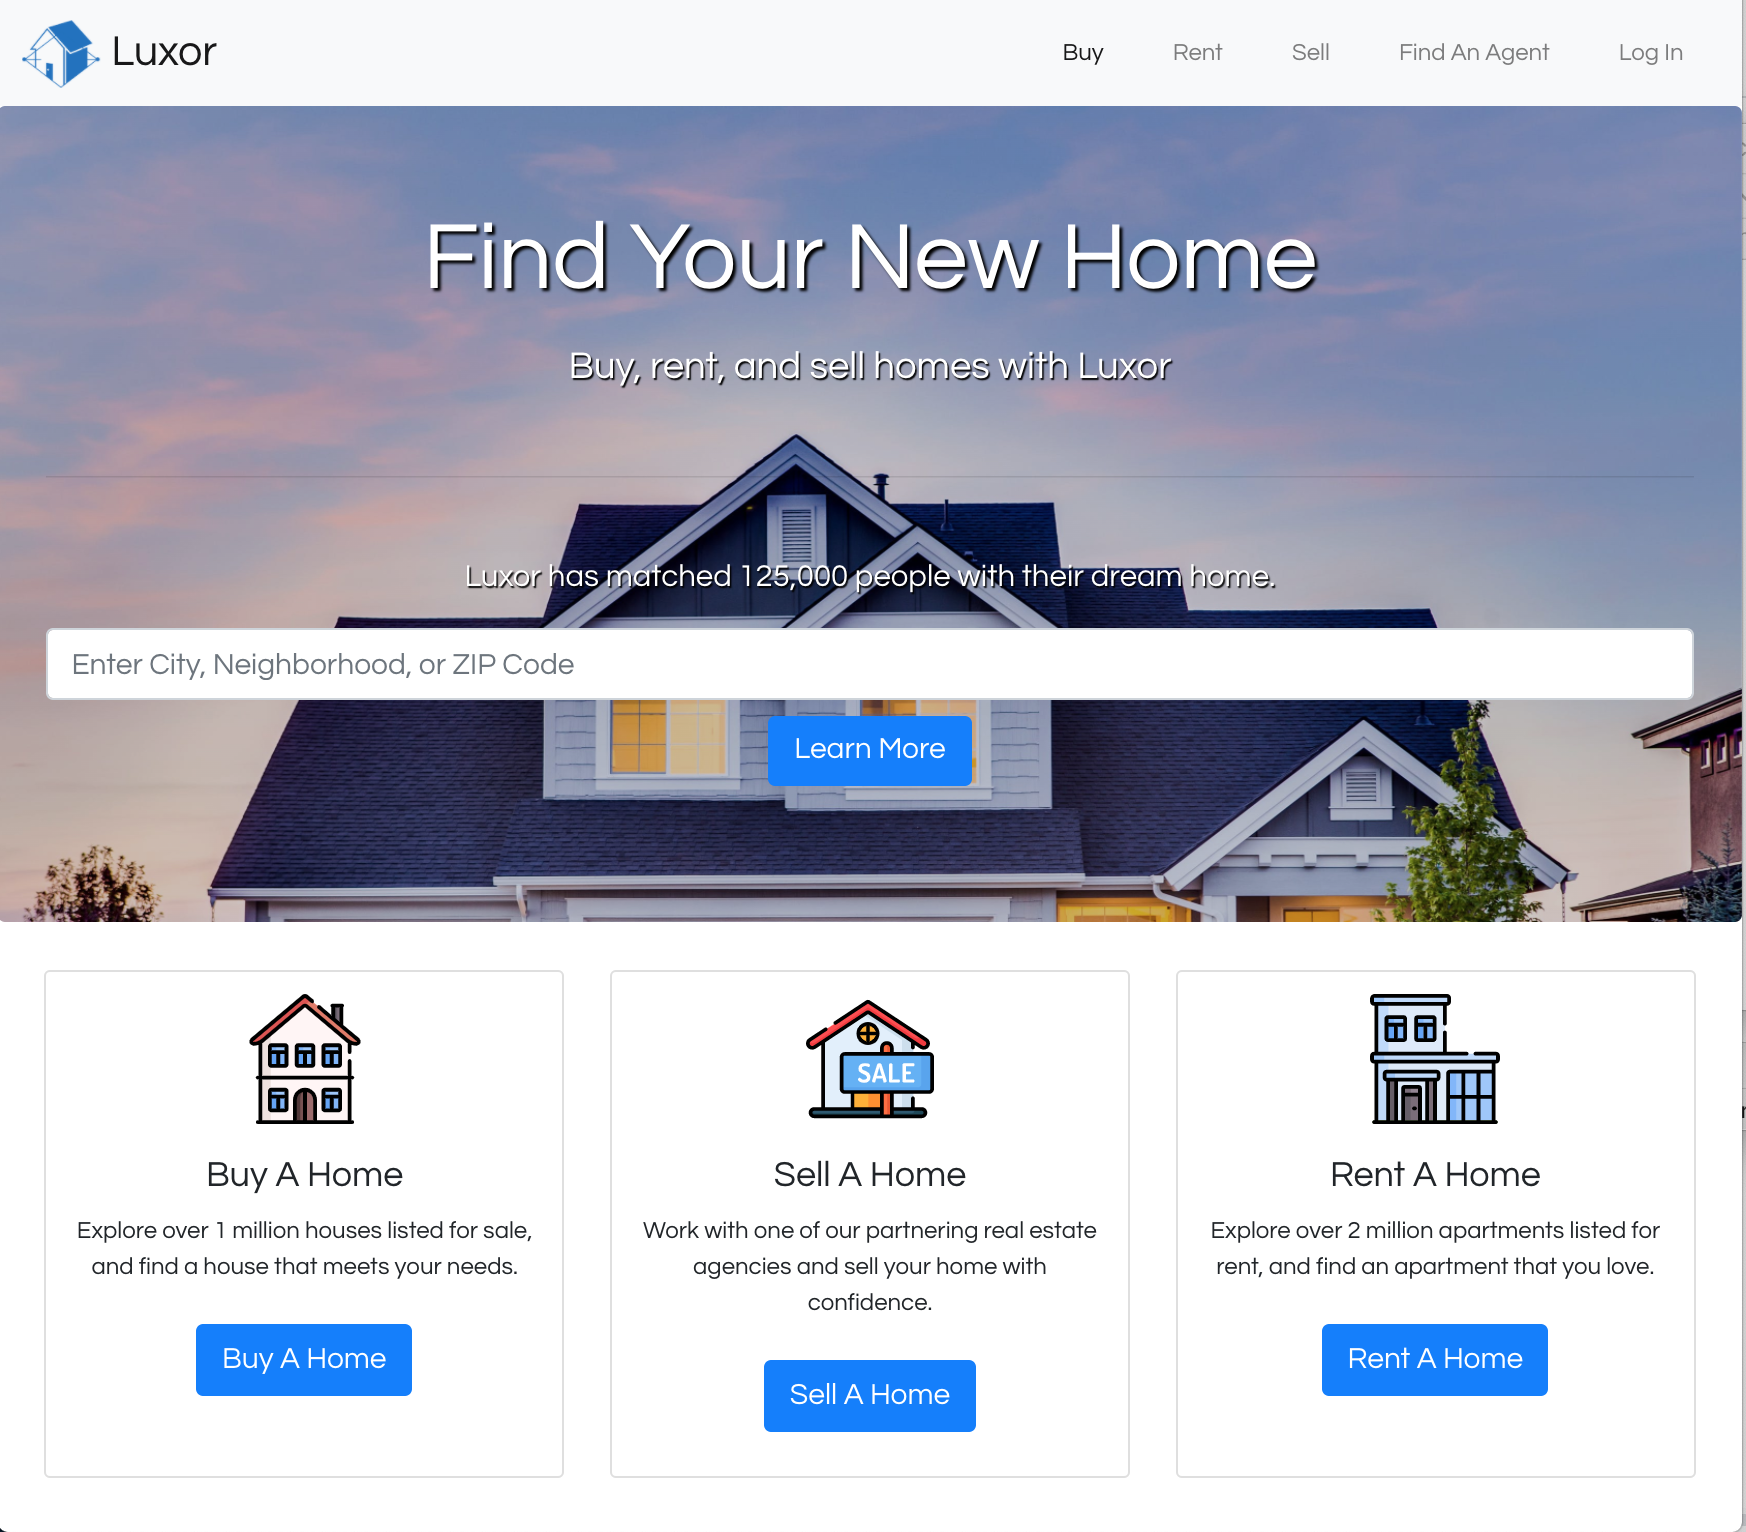 Luxor
Buy
Rent
Sell
Find An Agent
Log In
Find Your New Home
Buy, rent, and sell homes with Luxor
Luxor has matched 125,000 people with their dream home.
Enter City, Neighborhood, or ZIP Code
Learn More
SALE
Buy A Home
Explore over 1 million houses listed for sale,
and find a house that meets your needs.
Buy A Home
Sell A Home
Work with one of our partnering real estate
agencies and sell your home with
confidence.
Sell A Home
Rent A Home
Explore over 2 million apartments listed for
rent, and find an apartment that you love.
Rent A Home